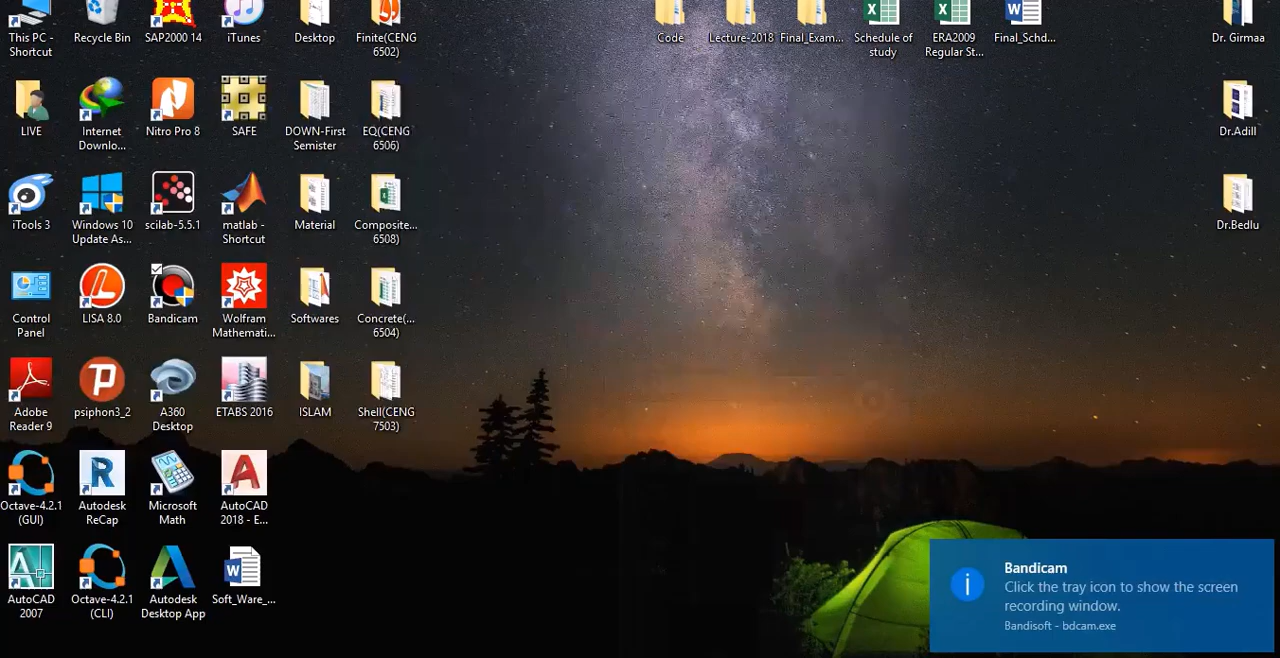 This PC -
Shortcut
Recycle Bin
SAP2000 14
iTunes
Desktop
Finite(CENG
6502)
Code
Lecture-2018
Final_Exam...
Schedule of
study
ERA2009
Regular St...
Final_Schd...
Dr. Girmaa
LIVE
Internet
Downlo...
Nitro Pro 8
SAFE
DOWN-First
Semister
EQ(CENG
6506)
Dr.Adill
iTools 3
Windows 10
Update As...
scilab-5.5.1
matlab -
Shortcut
Material
Composite...
6508)
Dr.Bedlu
Control
Panel
LISA 8.0
Bandicam
Wolfram
Mathemati...
Softwares
Concrete(...
6504)
Adobe
Reader 9
psiphon3_2
A360
Desktop
ETABS 2016
ISLAM
Shell(CENG
7503)
Octave-4.2.1
(GUI)
Autodesk
ReCap
Microsoft
Math
AutoCAD
2018 - E...
AutoCAD
2007
Octave-4.2.1
(CLI)
Autodesk
Desktop App
Soft_Ware_...
Bandicam
Click the tray icon to show the screen
recording window.
Bandisoft - bdcam.exe